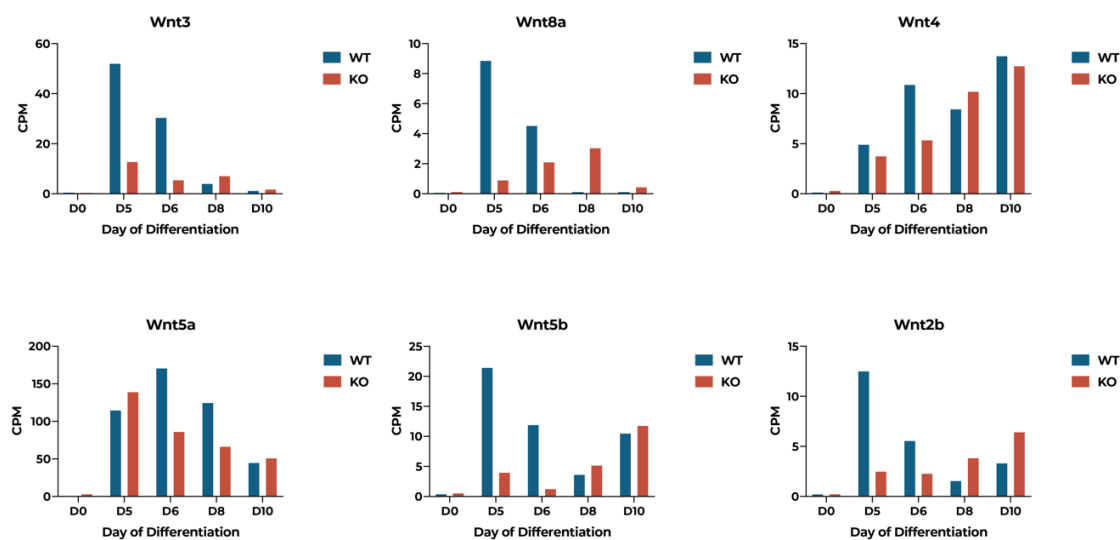 Wnt3
60
40
20
0
CPM
D0 D5 D6 D8 D10
Day of Differentiation
WT
KO
Wnt8a
10
8
6
4
2
0
CPM
D0 D5 D6 D8 D10
Day of Differentiation
WT
KO
Wnt4
15
10
5
0
CPM
D0 D5 D6 D8 D10
Day of Differentiation
WT
KO
Wnt5a
200
150
100
50
0
CPM
D0 D5 D6 D8 D10
Day of Differentiation
WT
KO
Wnt5b
25
20
15
10
5
0
CPM
D0 D5 D6 D8 D10
Day of Differentiation
WT
KO
Wnt2b
15
10
5
0
CPM
D0 D5 D6 D8 D10
Day of Differentiation
WT
KO